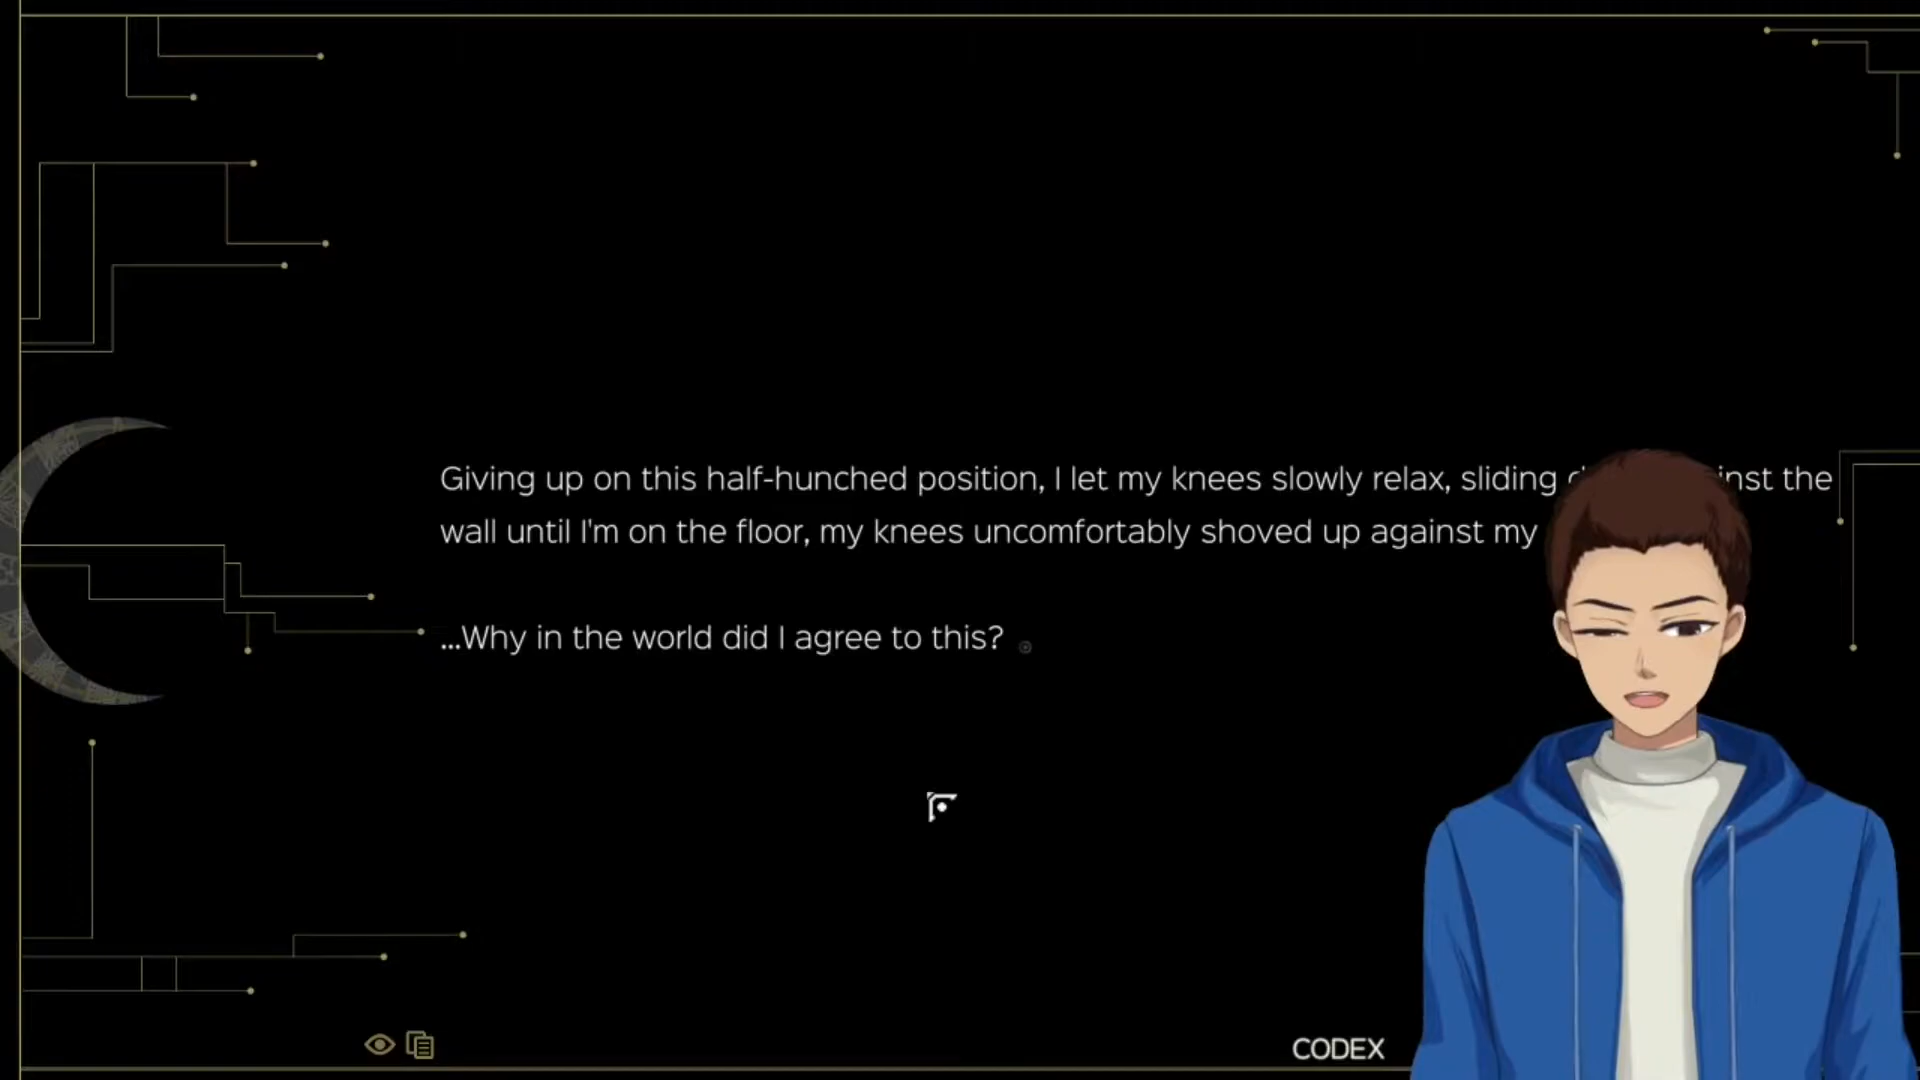 Giving up on this half-hunched position, I let my knees slowly relax, sliding the
wall until I'm on the floor, my knees uncomfortably shoved up against my
...Why in the world did I agree to this?
CODEX